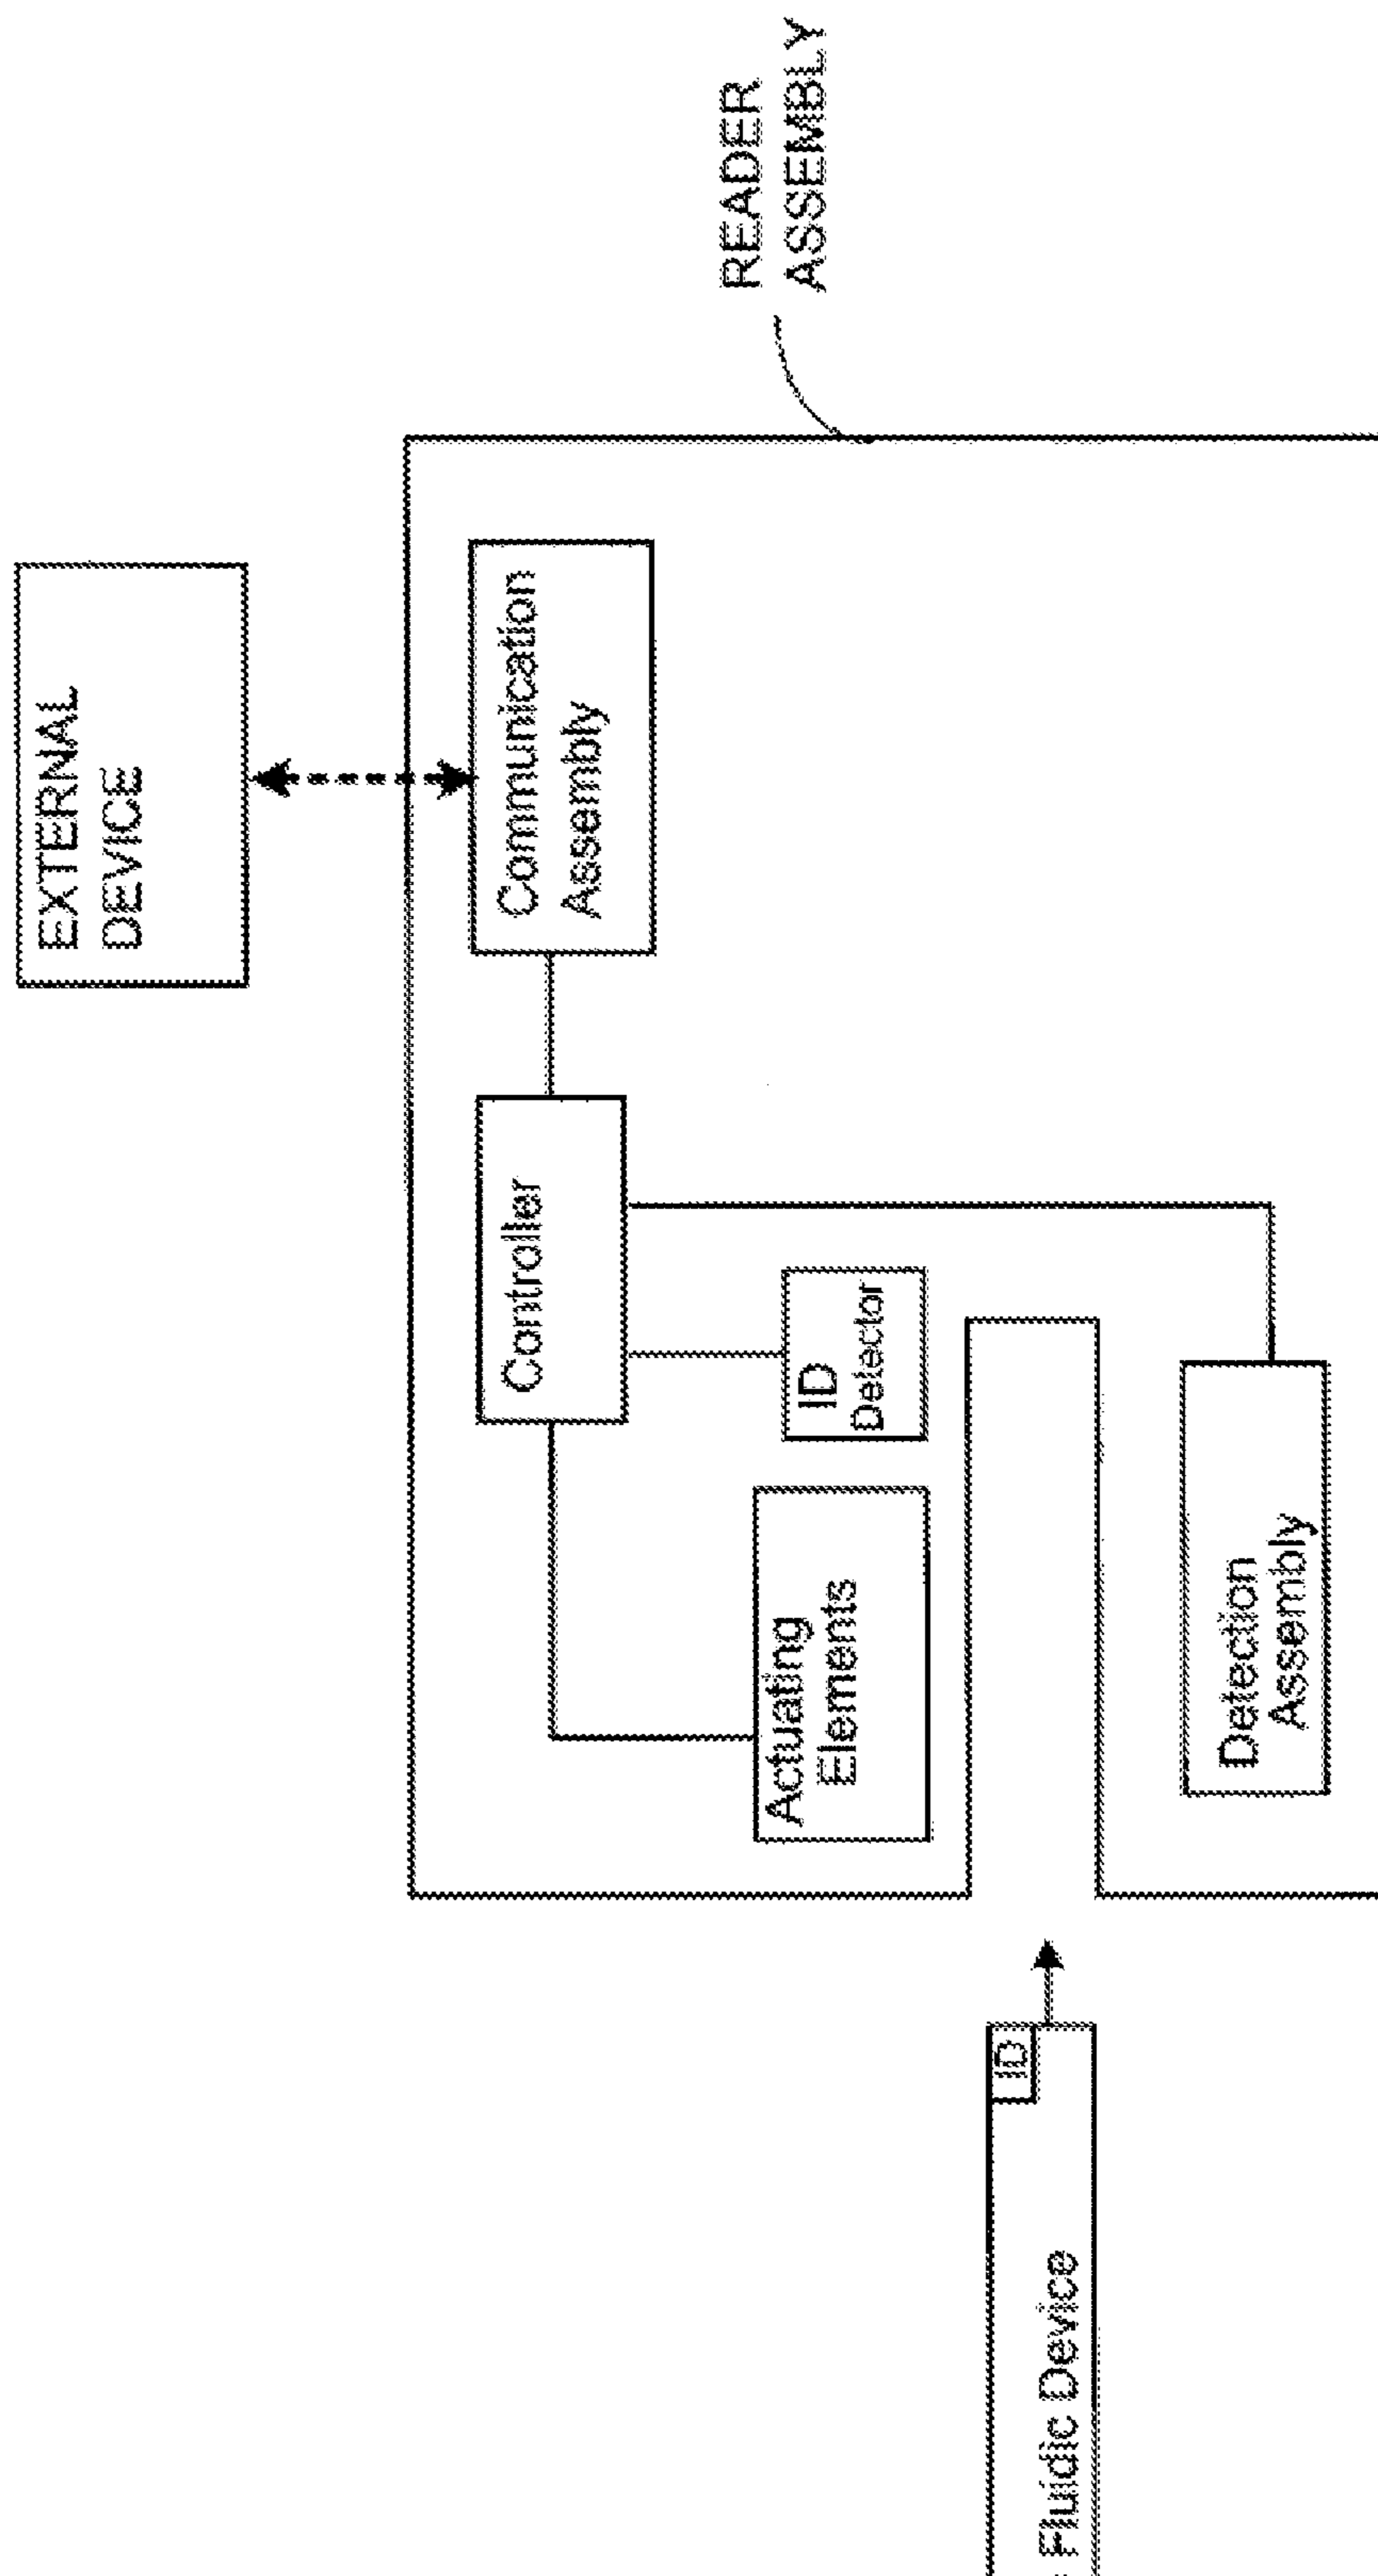 EXTERNAL
DEVICE
READER
ASSEMBLY
Communication
Assembly
Controller
ID
Detector
Actuating
Elements
Detection
Assembly
ID
Fluidic Device